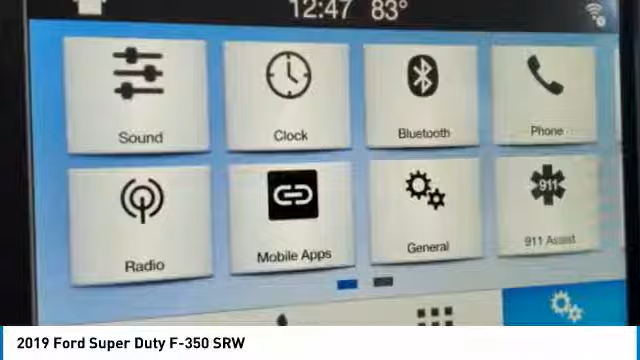 12:47 83°
Sound Clock Bluetooth Phone
911
Radio Mobile Apps General 911 Assist
2019 Ford Super Duty F-350 SRW